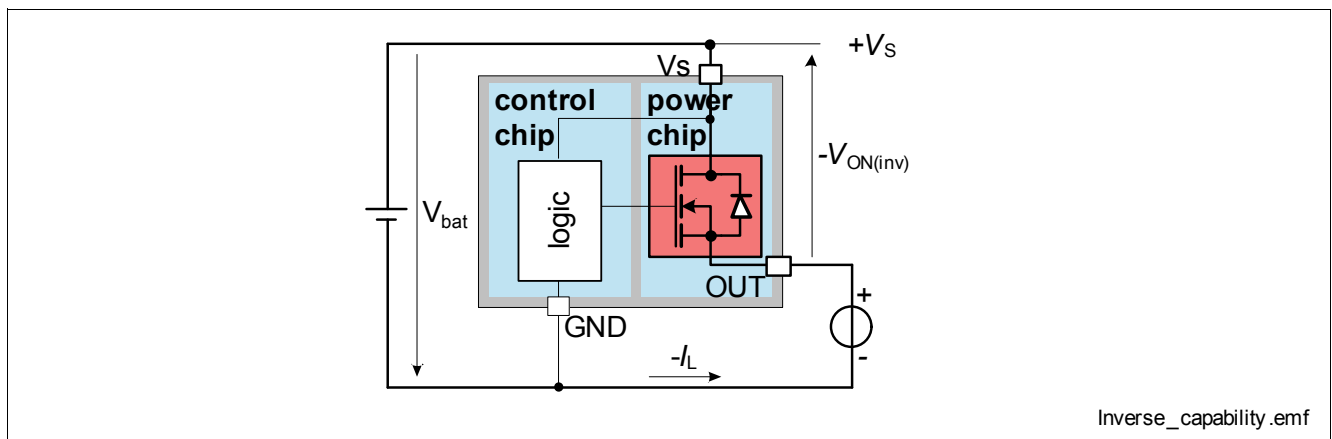 +VS
Vs
control
chip
power
chip
-VON(inv)
Vbat
logic
OUT
+
-
GND
-IL
Inverse_capability.emf